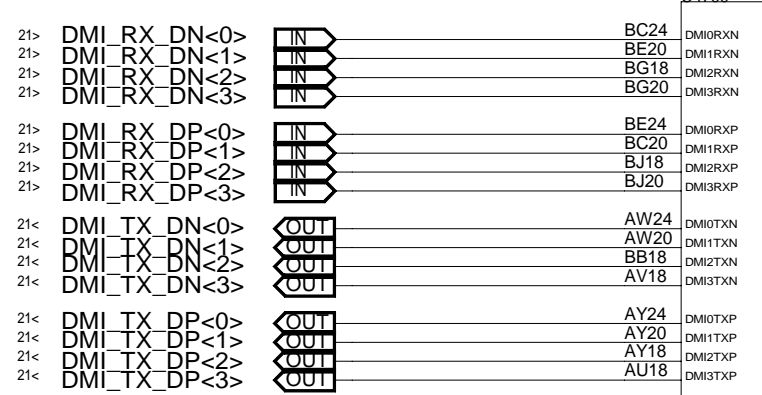 21> DMI_RX_DN<0> IN BC24 DMI0RXN
21> DMI_RX_DN<1> IN BE20 DMI1RXN
21> DMI_RX_DN<2> IN BG18 DMI2RXN
21> DMI_RX_DN<3> IN BG20 DMI3RXN
21> DMI_RX_DP<0> IN BE24 DMI0RXP
21> DMI_RX_DP<1> IN BC20 DMI1RXP
21> DMI_RX_DP<2> IN BJ18 DMI2RXP
21> DMI_RX_DP<3> IN BJ20 DMI3RXP
21< DMI_TX_DN<0> OUT AW24 DMI0TXN
21< DMI_TX_DN<1> OUT AW20 DMI1TXN
21< DMI_TX_DN<2> OUT BB18 DMI2TXN
21< DMI_TX_DN<3> OUT AV18 DMI3TXN
21< DMI_TX_DP<0> OUT AY24 DMI0TXP
21< DMI_TX_DP<1> OUT AY20 DMI1TXP
21< DMI_TX_DP<2> OUT AY18 DMI2TXP
21< DMI_TX_DP<3> OUT AU18 DMI3TXP